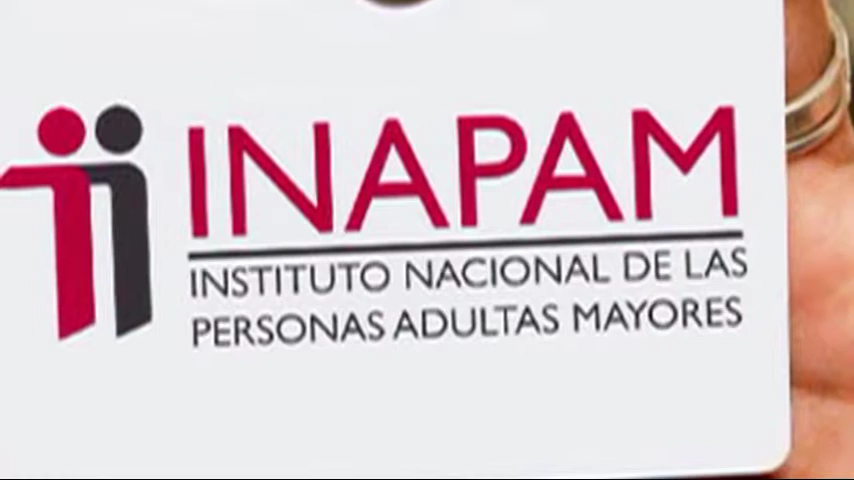 INAPAM
INSTITUTO NACIONAL DE LAS
PERSONAS ADULTAS MAYORES